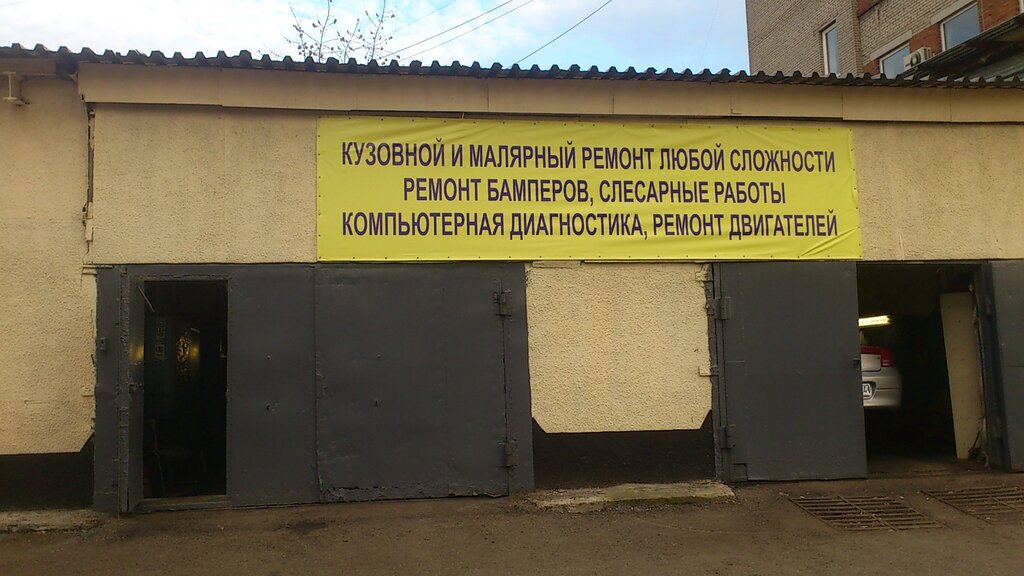 КУЗОВНОЙ И МАЛЯРНЫЙ РЕМОНТ ЛЮБОЙ СЛОЖНОСТИ
РЕМОНТ БАМПЕРОВ, СЛЕСАРНЫЕ РАБОТЫ
КОМПЬЮТЕРНАЯ ДИАГНОСТИКА, РЕМОНТ ДВИГАТЕЛЕЙ